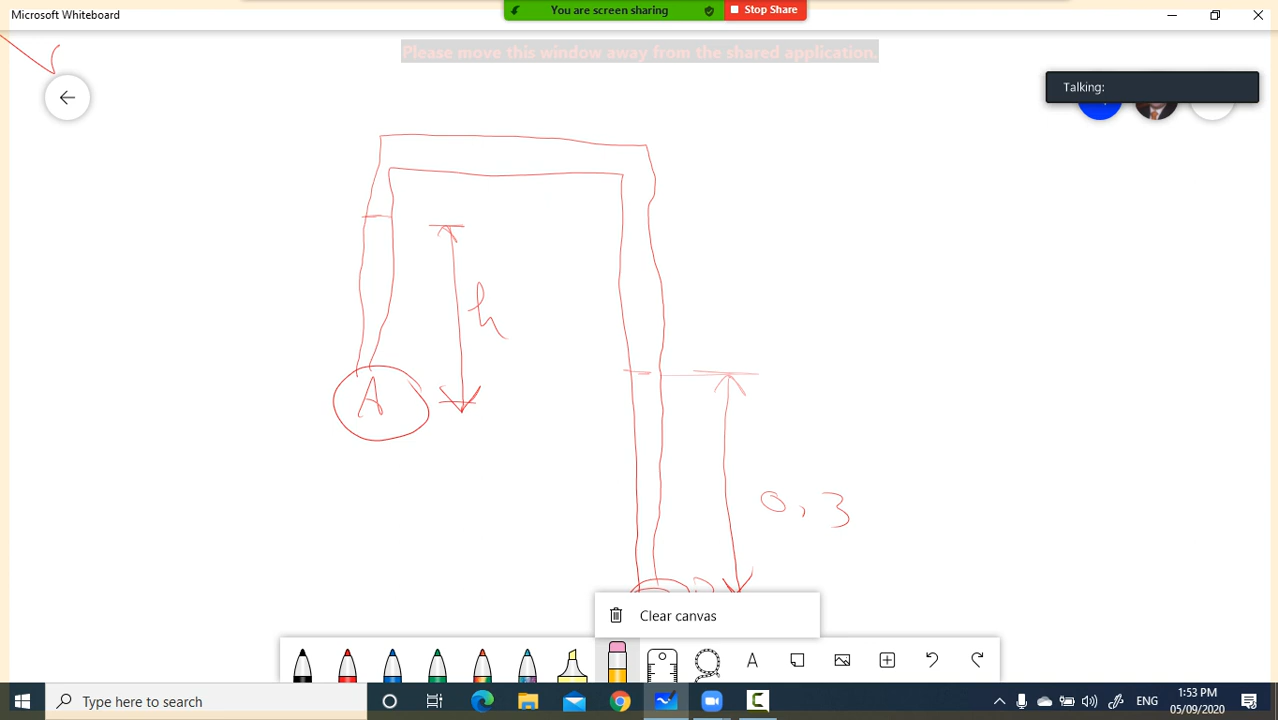 You are screen sharing
Stop Share
Microsoft Whiteboard
Please move this window away from the shared application.
Talking:
h
A
0,3
Clear canvas
A
Type here to search
ENG
1:53 PM
05/09/2020